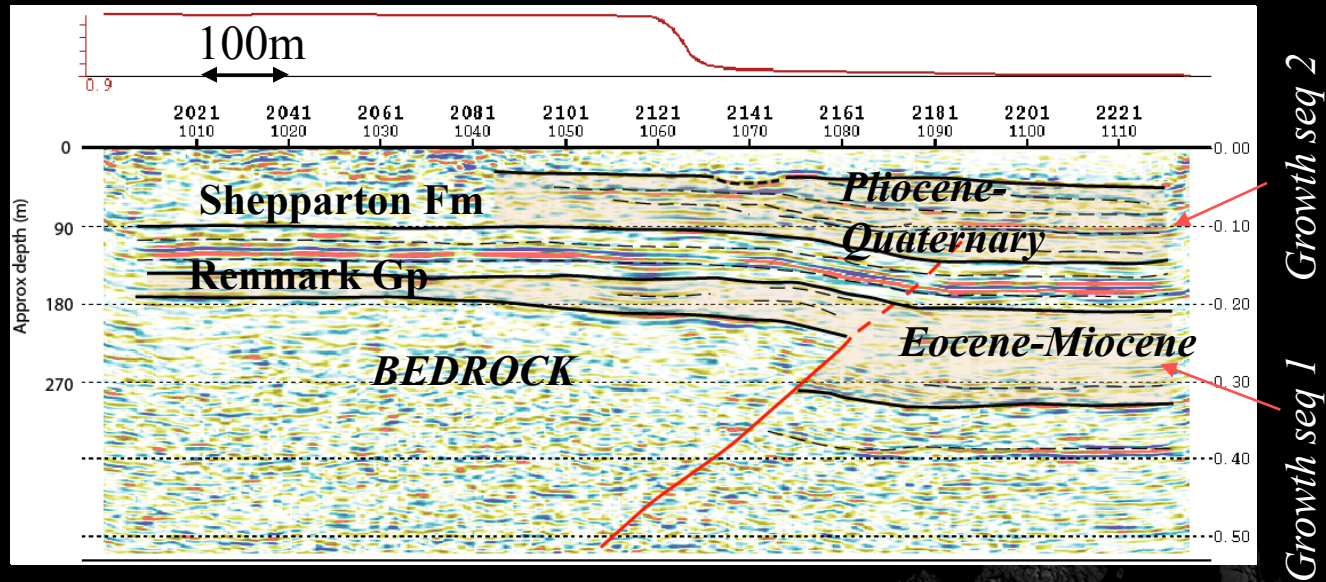 100m
0.9
2021 2041 2061 2081 2101 2121 2141 2161 2181 2201 2221
1010 1020 1030 1040 1050 1060 1070 1080 1090 1100 1110
0
0.00
Shepparton Fm
Pliocene-
90
Quaternary
0.10
Renmark Gp
180
0.20
BEDROCK
Eocene-Miocene
270
0.30
0.40
0.50
Approx depth (m)
Growth seq 2
Growth seq 1